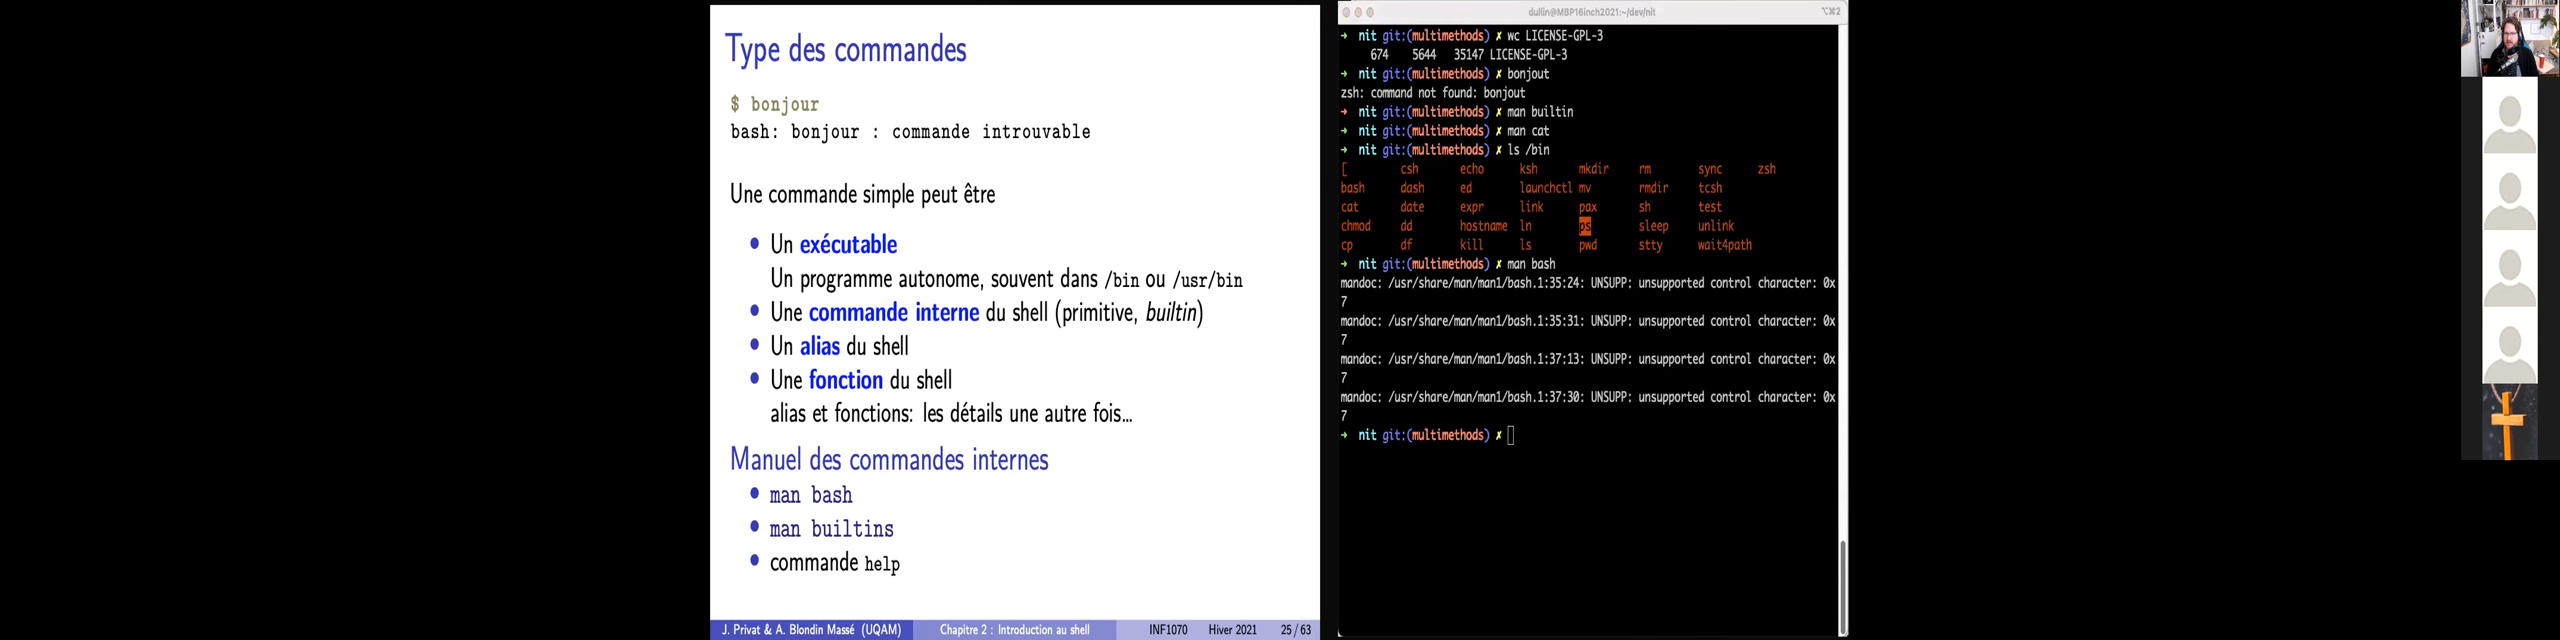 Type des commandes
$ bonjour
bash: bonjour : commande introuvable
Une commande simple peut être
• Un exécutable
Un programme autonome, souvent dans /bin ou /usr/bin
• Une commande interne du shell (primitive, builtin)
• Un alias du shell
• Une fonction du shell
alias et fonctions: les détails une autre fois...
Manuel des commandes internes
• man bash
• man builtins
• commande help
J. Privat & A. Blondin Massé (UQAM) Chapitre 2 : Introduction au shell INF1070 Hiver 2021 25 / 63
dullin@MBP16inch2021:~/dev/nit ⌥⌘2
➜ nit git:(multimethods) ✗ wc LICENSE-GPL-3
674 5644 35147 LICENSE-GPL-3
➜ nit git:(multimethods) ✗ bonjout
zsh: command not found: bonjout
➜ nit git:(multimethods) ✗ man builtin
➜ nit git:(multimethods) ✗ man cat
➜ nit git:(multimethods) ✗ ls /bin
[ csh echo ksh mkdir rm sync zsh
bash dash ed launchctl mv rmdir tcsh
cat date expr link pax sh test
chmod dd hostname ln ps sleep unlink
cp df kill ls pwd stty wait4path
➜ nit git:(multimethods) ✗ man bash
mandoc: /usr/share/man/man1/bash.1:35:24: UNSUPP: unsupported control character: 0x
7
mandoc: /usr/share/man/man1/bash.1:35:31: UNSUPP: unsupported control character: 0x
7
mandoc: /usr/share/man/man1/bash.1:37:13: UNSUPP: unsupported control character: 0x
7
mandoc: /usr/share/man/man1/bash.1:37:30: UNSUPP: unsupported control character: 0x
7
➜ nit git:(multimethods) ✗